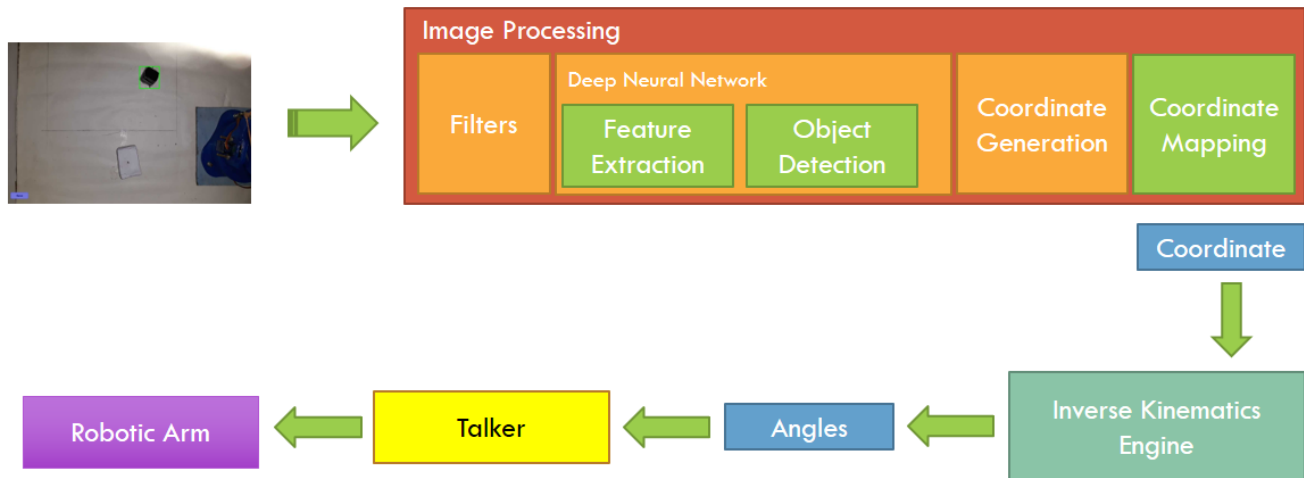 Image Processing
Filters
Deep Neural Network
Feature
Extraction
Object
Detection
Coordinate
Generation
Coordinate
Mapping
Coordinate
Inverse Kinematics
Engine
Angles
Talker
Robotic Arm